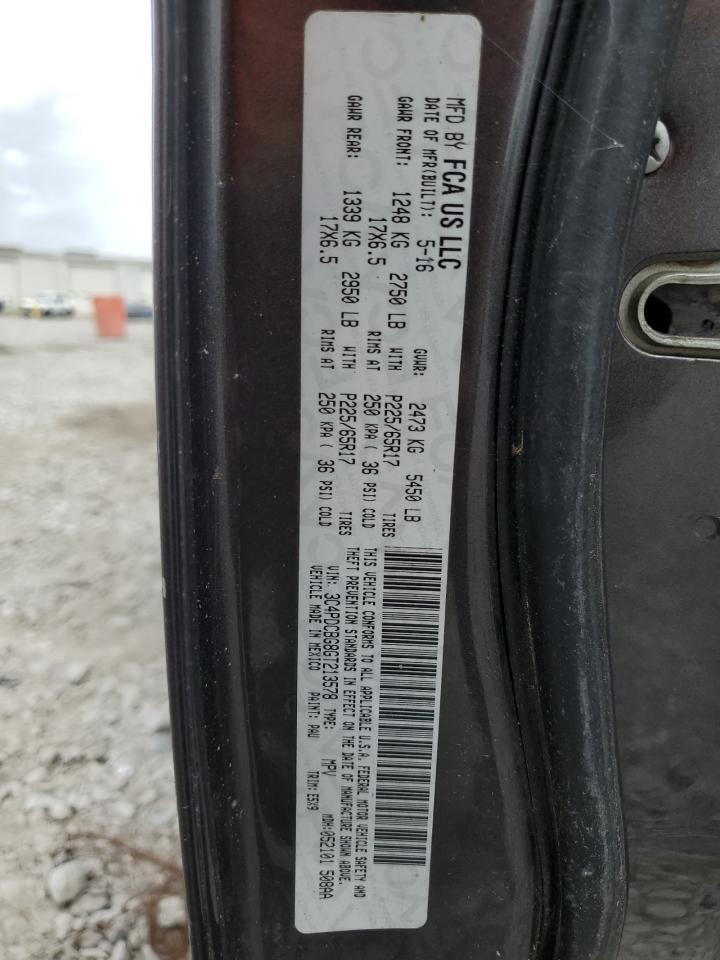 MFD BY FCA US LLC
DATE OF MFR(BUILT): 5-16 GVWR: 2473 KG 5450 LB
GAWR FRONT: 1248 KG 2750 LB WITH P225/65R17 TIRES
17X6.5 RIMS AT 250 KPA ( 36 PSI) COLD
GAWR REAR: 1339 KG 2950 LB WITH P225/65R17 TIRES
17X6.5 RIMS AT 250 KPA ( 36 PSI) COLD
THIS VEHICLE CONFORMS TO ALL APPLICABLE U.S.A. FEDERAL MOTOR VEHICLE SAFETY AND
THEFT PREVENTION STANDARDS IN EFFECT ON THE DATE OF MANUFACTURE SHOWN ABOVE.
VIN: 3C4PDCBG8GT213578 TYPE: MPV MDH:052101 508AA
VEHICLE MADE IN MEXICO PAINT: PAU TRIM: E5X9